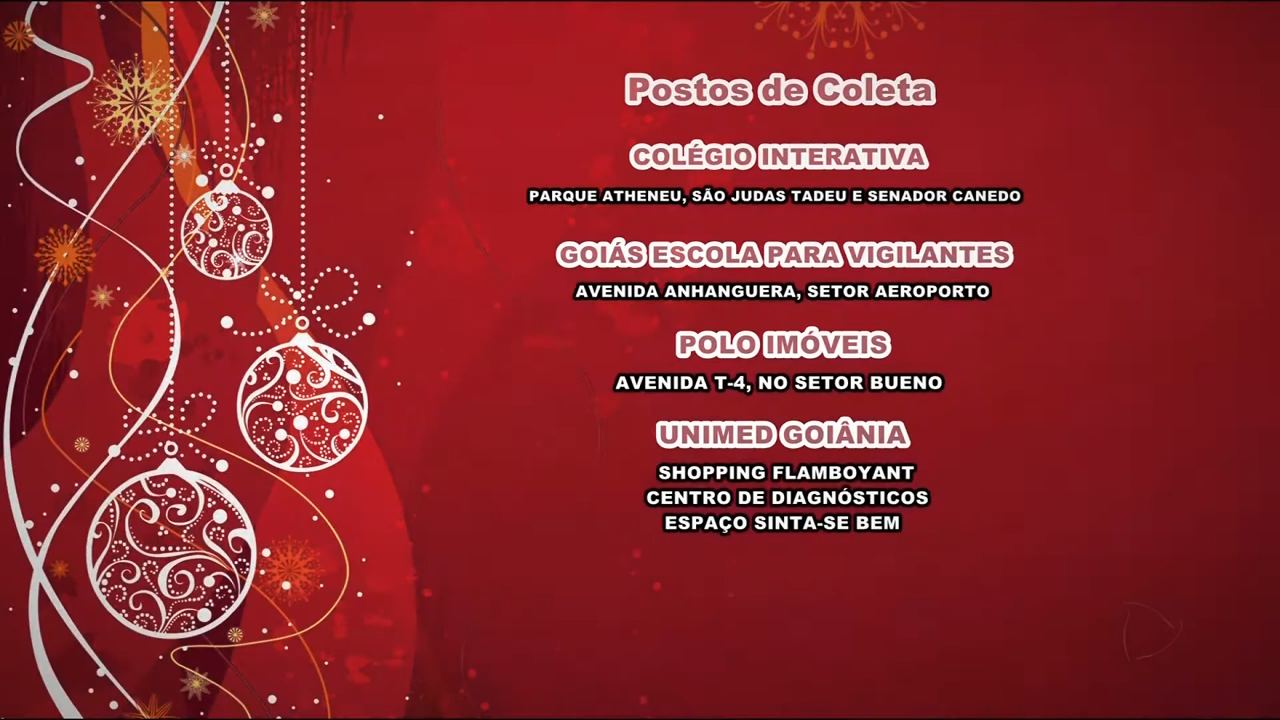 Postos de Coleta
COLÉGIO INTERATIVA
PARQUE ATHENEU, SÃO JUDAS TADEU E SENADOR CANEDO
GOIÁS ESCOLA PARA VIGILANTES
AVENIDA ANHANGUERA, SETOR AEROPORTO
POLO IMÓVEIS
AVENIDA T-4, NO SETOR BUENO
UNIMED GOIÂNIA
SHOPPING FLAMBOYANT
CENTRO DE DIAGNÓSTICOS
ESPAÇO SINTA-SE BEM